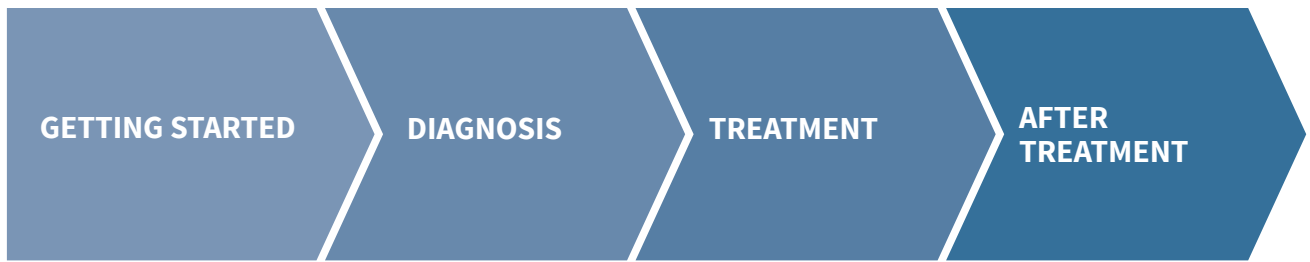 GETTING STARTED
DIAGNOSIS
TREATMENT
AFTER
TREATMENT